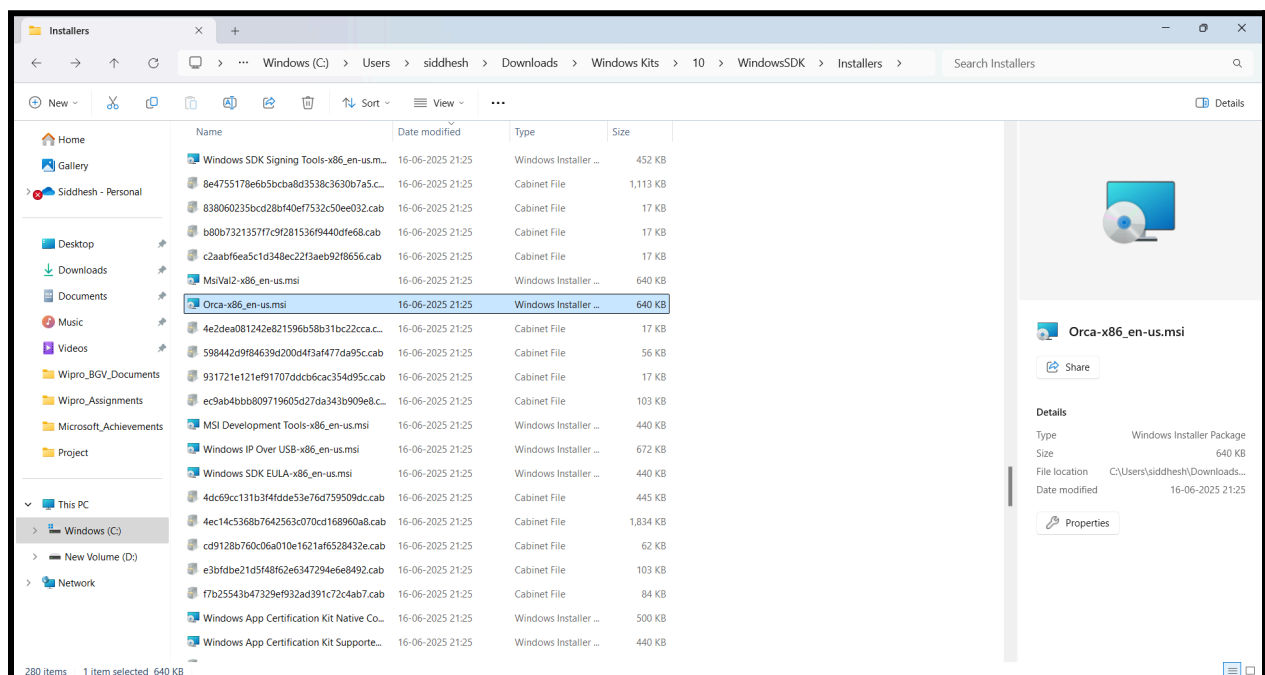 Installers
Windows (C:) > Users > siddhesh > Downloads > Windows Kits > 10 > WindowsSDK > Installers >
Search Installers
New
Sort
View
Details
Home
Gallery
Siddhesh - Personal
Desktop
Downloads
Documents
Music
Videos
Wipro_BGV_Documents
Wipro_Assignments
Microsoft_Achievements
Project
This PC
Windows (C:)
New Volume (D:)
Network
Name Date modified Type Size
Windows SDK Signing Tools-x86_en-us.m... 16-06-2025 21:25 Windows Installer ... 452 KB
8e4755178e6b5bcba8d3538c3630b7a5.c... 16-06-2025 21:25 Cabinet File 1,113 KB
838060235bcd28bf40ef7532c50ee032.cab 16-06-2025 21:25 Cabinet File 17 KB
b80b7321357f7c9f281536f9440dfe68.cab 16-06-2025 21:25 Cabinet File 17 KB
c2aabf6ea5c1d348ec22f3aeb92f8656.cab 16-06-2025 21:25 Cabinet File 17 KB
MsiVal2-x86_en-us.msi 16-06-2025 21:25 Windows Installer ... 640 KB
Orca-x86_en-us.msi 16-06-2025 21:25 Windows Installer ... 640 KB
4e2dea081242e821596b58b31bc22cca.c... 16-06-2025 21:25 Cabinet File 17 KB
598442d9f84639d200d4f3af477da95c.cab 16-06-2025 21:25 Cabinet File 56 KB
931721e121ef91707ddcb6cac354d95c.cab 16-06-2025 21:25 Cabinet File 17 KB
ec9ab4bbb809719605d27da343b909e8.c... 16-06-2025 21:25 Cabinet File 103 KB
MSI Development Tools-x86_en-us.msi 16-06-2025 21:25 Windows Installer ... 440 KB
Windows IP Over USB-x86_en-us.msi 16-06-2025 21:25 Windows Installer ... 672 KB
Windows SDK EULA-x86_en-us.msi 16-06-2025 21:25 Windows Installer ... 440 KB
4dc69cc131b3f4fdde53e76d759509dc.cab 16-06-2025 21:25 Cabinet File 445 KB
4ec14c5368b7642563c070cd168960a8.cab 16-06-2025 21:25 Cabinet File 1,834 KB
cd9128b760c06a010e1621af6528432e.cab 16-06-2025 21:25 Cabinet File 62 KB
e3bfdbe21d5f48f62e6347294e6e8492.cab 16-06-2025 21:25 Cabinet File 103 KB
f7b25543b47329ef932ad391c72c4ab7.cab 16-06-2025 21:25 Cabinet File 84 KB
Windows App Certification Kit Native Co... 16-06-2025 21:25 Windows Installer ... 500 KB
Windows App Certification Kit Supporte... 16-06-2025 21:25 Windows Installer ... 440 KB
Orca-x86_en-us.msi
Share
Details
Type Windows Installer Package
Size 640 KB
File location C:\Users\siddhesh\Downloads...
Date modified 16-06-2025 21:25
Properties
280 items 1 item selected 640 KB